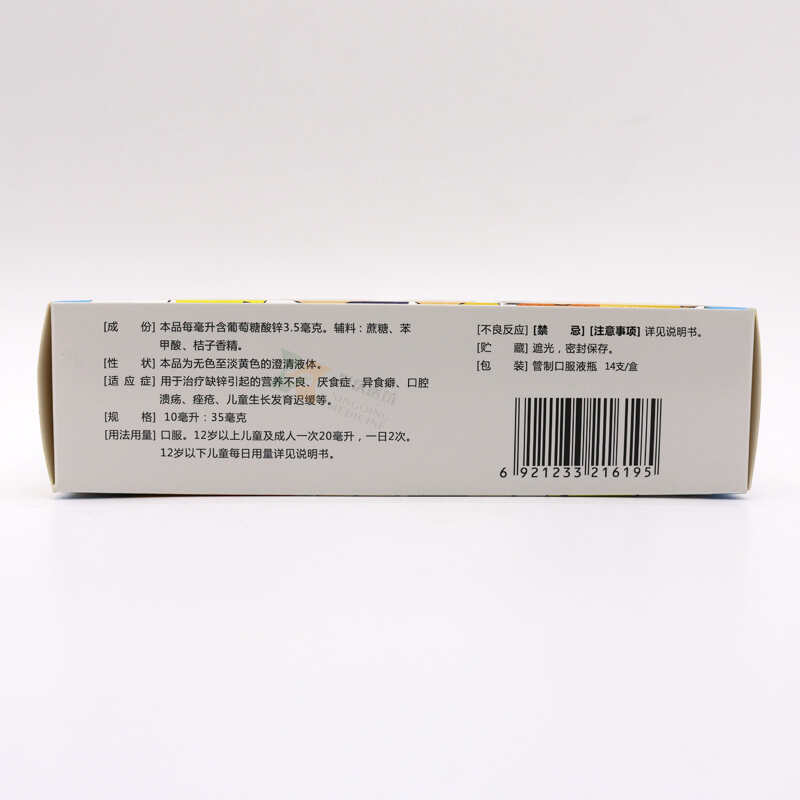 [成 份] 本品每毫升含葡萄糖酸锌3.5毫克。辅料：蔗糖、苯
甲酸、桔子香精。
[性 状] 本品为无色至淡黄色的澄清液体。
[适应症] 用于治疗缺锌引起的营养不良、厌食症、异食癖、口腔
溃疡、痤疮、儿童生长发育迟缓等。
[规 格] 10毫升：35毫克
[用法用量] 口服。12岁以上儿童及成人一次20毫升，一日2次。
12岁以下儿童每日用量详见说明书。
[不良反应] [禁 忌] [注意事项] 详见说明书。
[贮 藏] 遮光，密封保存。
[包 装] 管制口服液瓶 14支/盒
6 921233 216195
MEDICINE